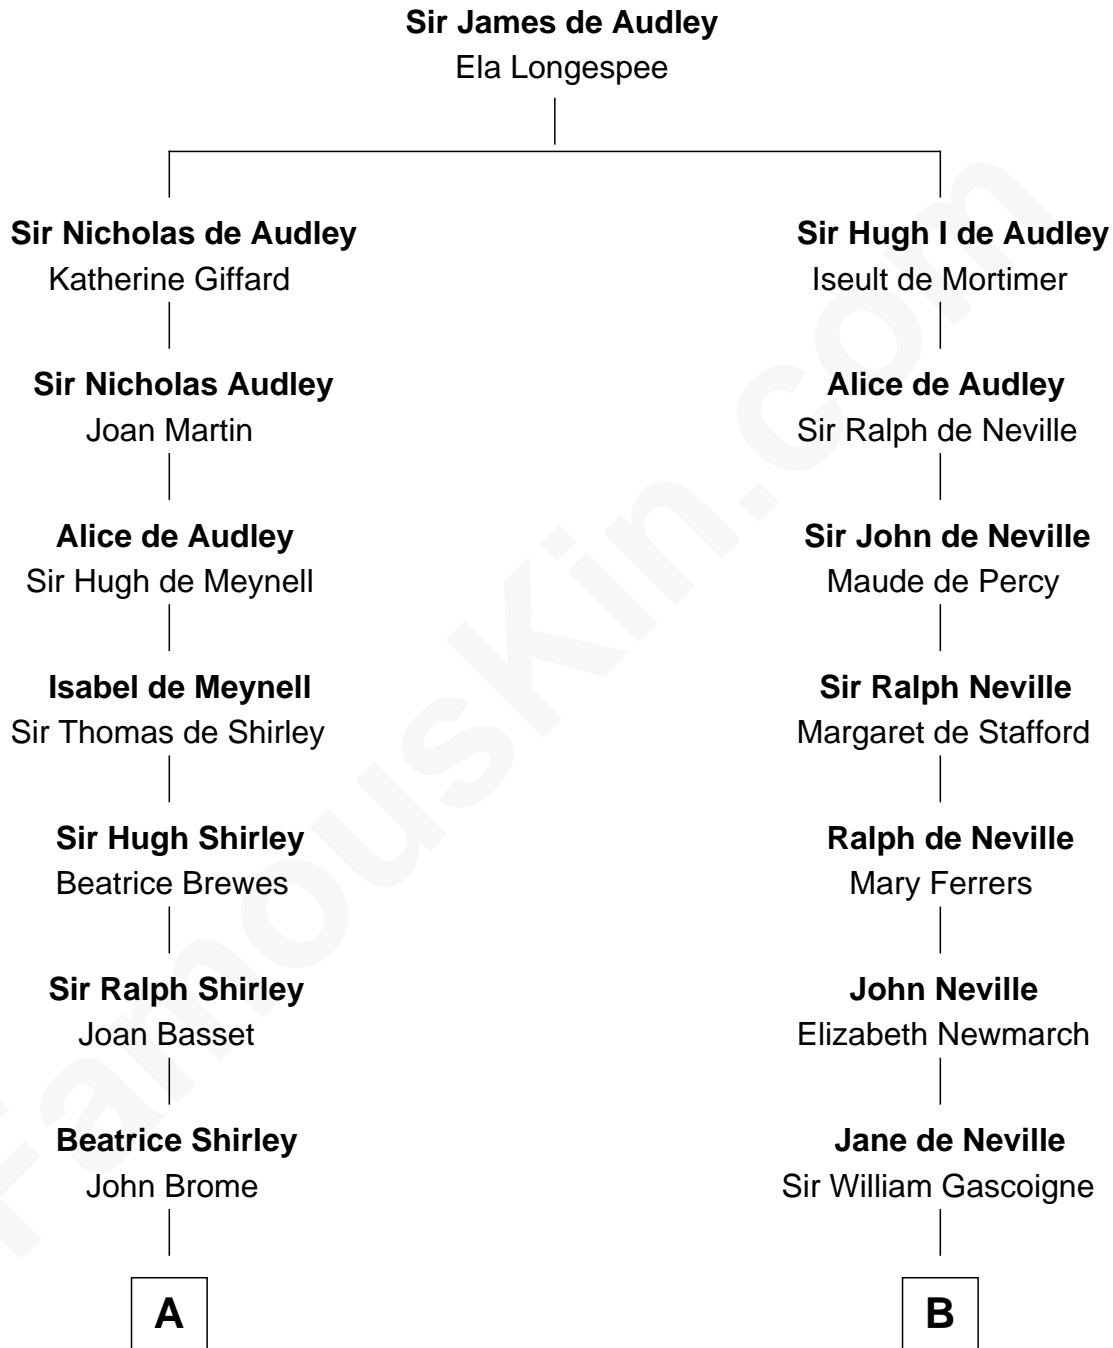 Sir James de Audley
Ela Longespee
Sir Nicholas de Audley
Katherine Giffard
Sir Hugh I de Audley
Iseult de Mortimer
Sir Nicholas Audley
Joan Martin
Alice de Audley
Sir Ralph de Neville
Alice de Audley
Sir Hugh de Meynell
Sir John de Neville
Maude de Percy
Isabel de Meynell
Sir Thomas de Shirley
Sir Ralph Neville
Margaret de Stafford
Sir Hugh Shirley
Beatrice Brewes
Ralph de Neville
Mary Ferrers
Sir Ralph Shirley
Joan Basset
John Neville
Elizabeth Newmarch
Beatrice Shirley
John Brome
Jane de Neville
Sir William Gascoigne
A
B
FamousKin.com